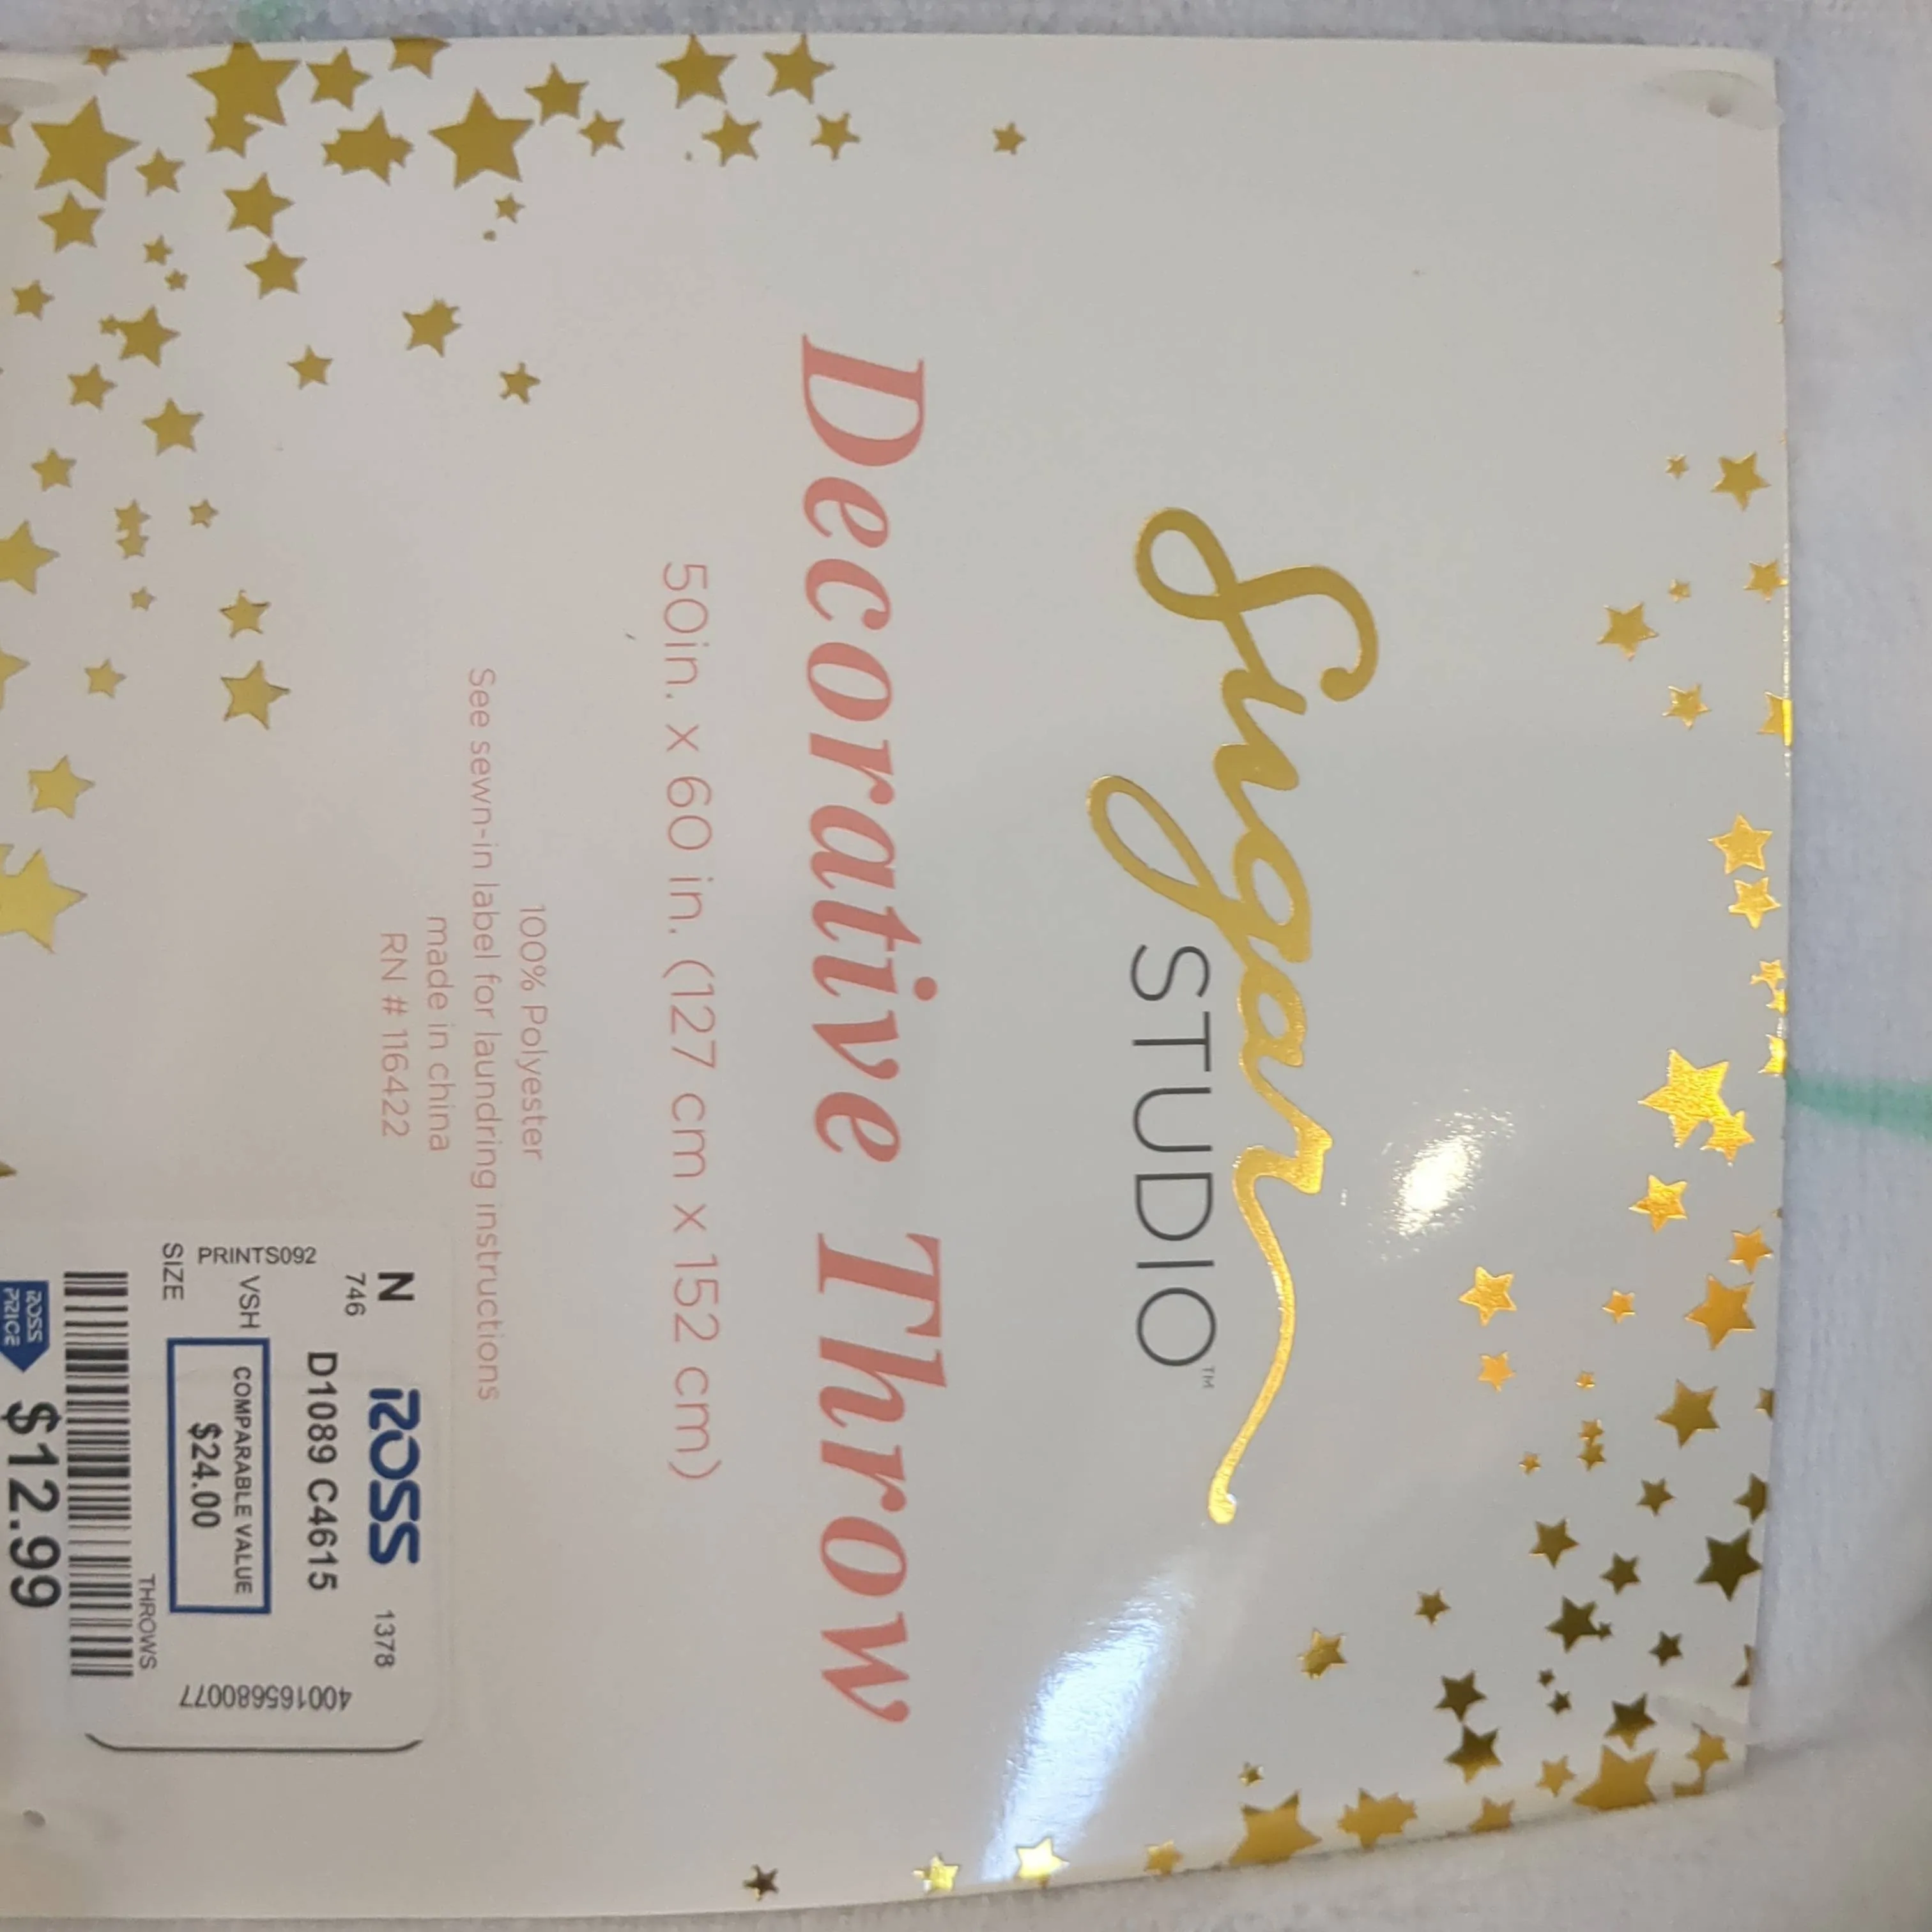 Sugar
STUDIO™
Decorative Throw
50in. x 60 in. (127 cm x 152 cm)
100% Polyester
See sewn-in label for laundring instructions
made in china
RN # 116422
N ROSS 1378
746
D1089 C4615
PRINTS092
VSH
COMPARABLE VALUE
$24.00
SIZE
THROWS
400165680077
ROSS
PRICE
$12.99